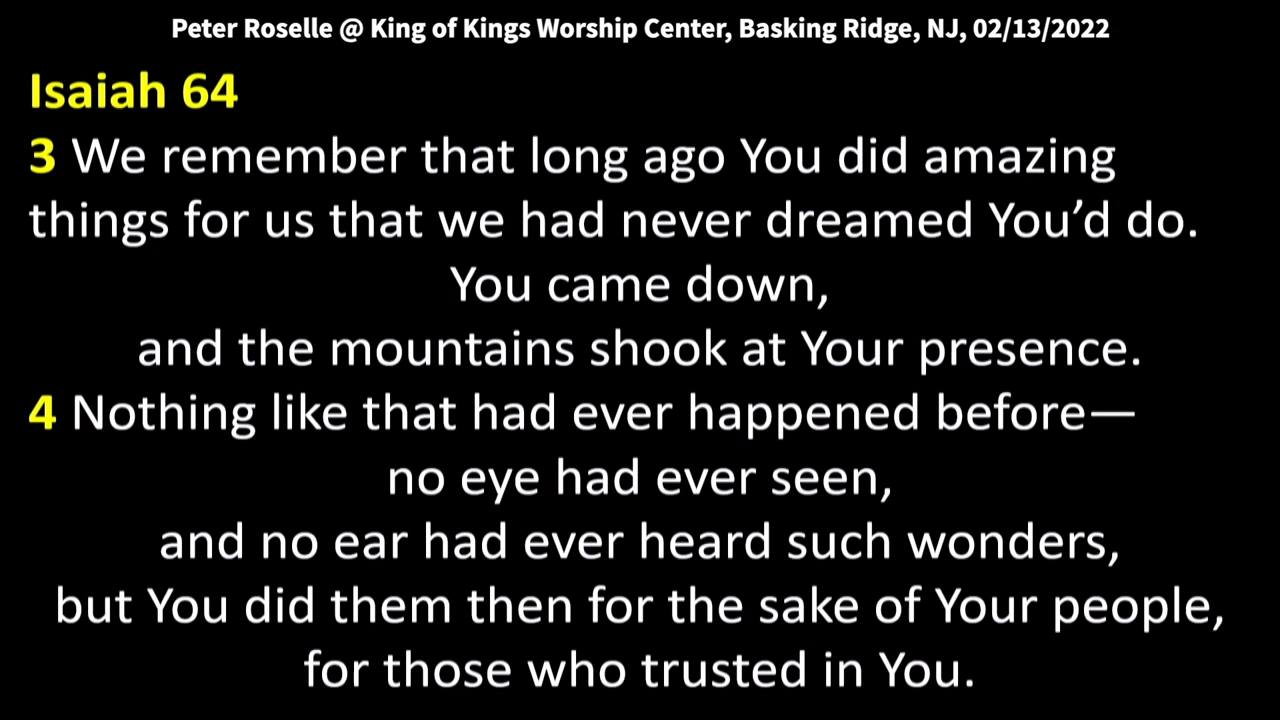 Peter Roselle @ King of Kings Worship Center, Basking Ridge, NJ, 02/13/2022
Isaiah 64
3 We remember that long ago You did amazing
things for us that we had never dreamed You’d do.
You came down,
and the mountains shook at Your presence.
4 Nothing like that had ever happened before—
no eye had ever seen,
and no ear had ever heard such wonders,
but You did them then for the sake of Your people,
for those who trusted in You.